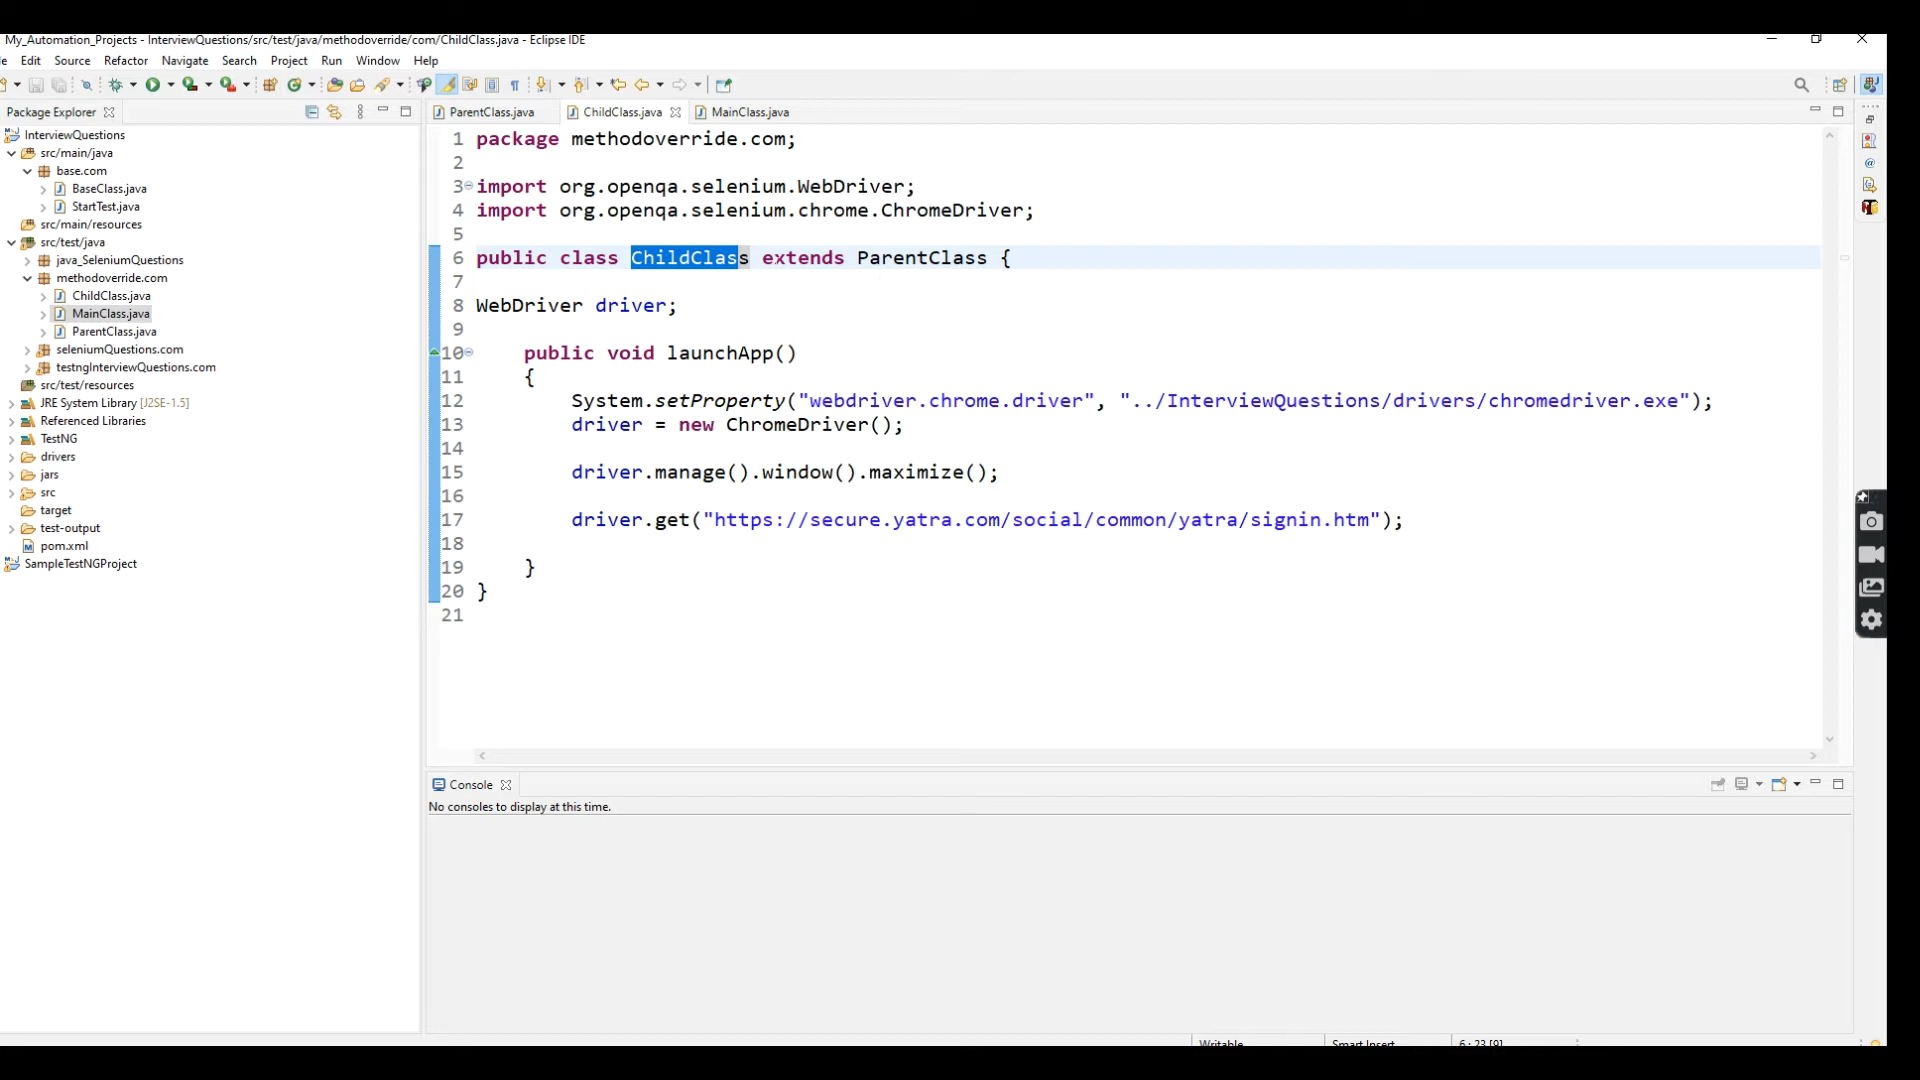 My_Automation_Projects - InterviewQuestions/src/test/java/methodoverride/com/ChildClass.java - Eclipse IDE
Edit Source Refactor Navigate Search Project Run Window Help
Package Explorer
InterviewQuestions
src/main/java
base.com
BaseClass.java
StartTest.java
src/main/resources
src/test/java
java_SeleniumQuestions
methodoverride.com
ChildClass.java
MainClass.java
ParentClass.java
seleniumQuestions.com
testngInterviewQuestions.com
src/test/resources
JRE System Library [J2SE-1.5]
Referenced Libraries
TestNG
drivers
jars
src
target
test-output
pom.xml
SampleTestNGProject
ParentClass.java ChildClass.java MainClass.java
1 package methodoverride.com;
2
3 import org.openqa.selenium.WebDriver;
4 import org.openqa.selenium.chrome.ChromeDriver;
5
6 public class ChildClass extends ParentClass {
7
8 WebDriver driver;
9
10 public void launchApp()
11 {
12 System.setProperty("webdriver.chrome.driver", "../InterviewQuestions/drivers/chromedriver.exe");
13 driver = new ChromeDriver();
14
15 driver.manage().window().maximize();
16
17 driver.get("https://secure.yatra.com/social/common/yatra/signin.htm");
18
19 }
20 }
21
Console
No consoles to display at this time.
Writable Smart Insert 6 : 23 [9]